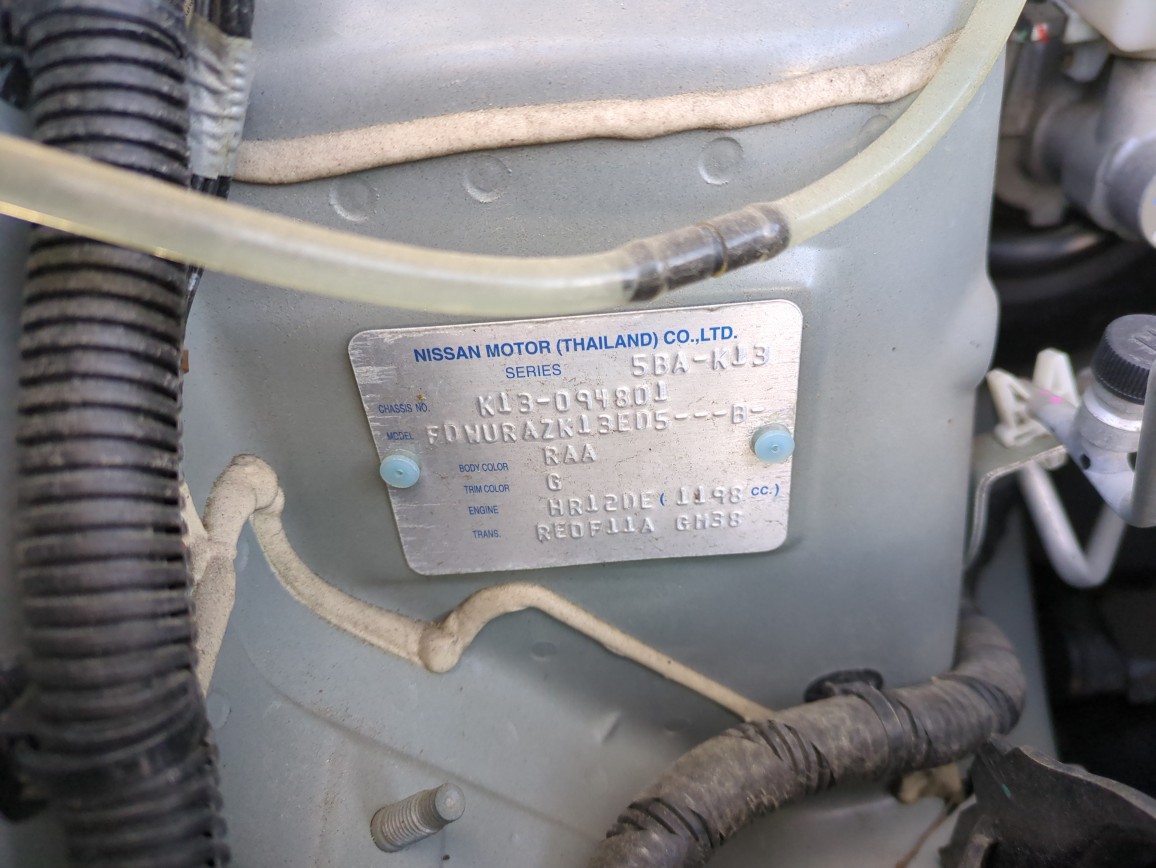 NISSAN MOTOR (THAILAND) CO.,LTD.
SERIES 5BA-K13
CHASSIS NO. K13-094801
MODEL FDWURAZK13ED5---B-
BODY COLOR RAA
TRIM COLOR G
ENGINE HR12DE ( 1198 CC.)
TRANS. RE0F11A GH38